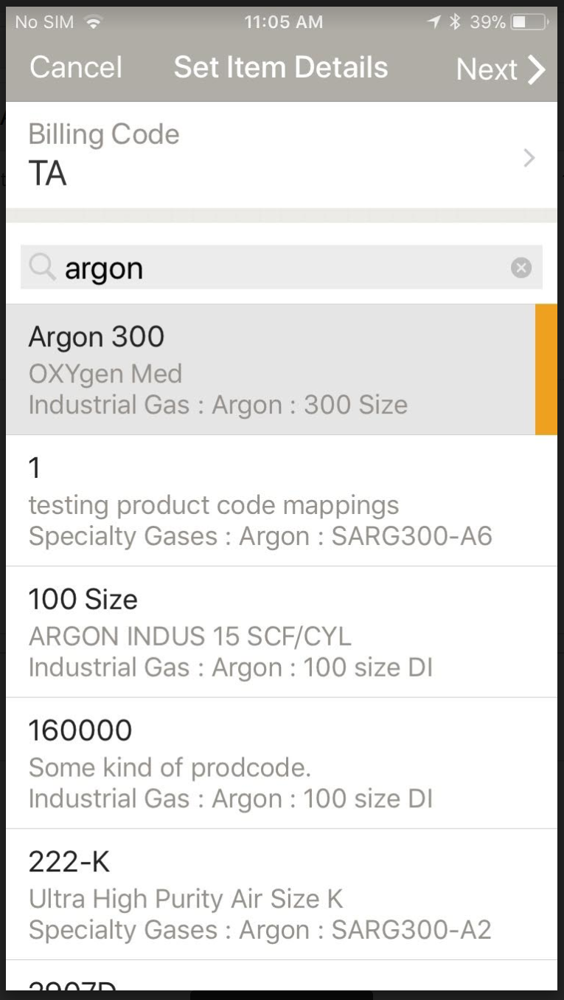 No SIM 11:05 AM 39%
Cancel Set Item Details Next
Billing Code
TA
argon
Argon 300
OXYgen Med
Industrial Gas : Argon : 300 Size
1
testing product code mappings
Specialty Gases : Argon : SARG300-A6
100 Size
ARGON INDUS 15 SCF/CYL
Industrial Gas : Argon : 100 size DI
160000
Some kind of prodcode.
Industrial Gas : Argon : 100 size DI
222-K
Ultra High Purity Air Size K
Specialty Gases : Argon : SARG300-A2